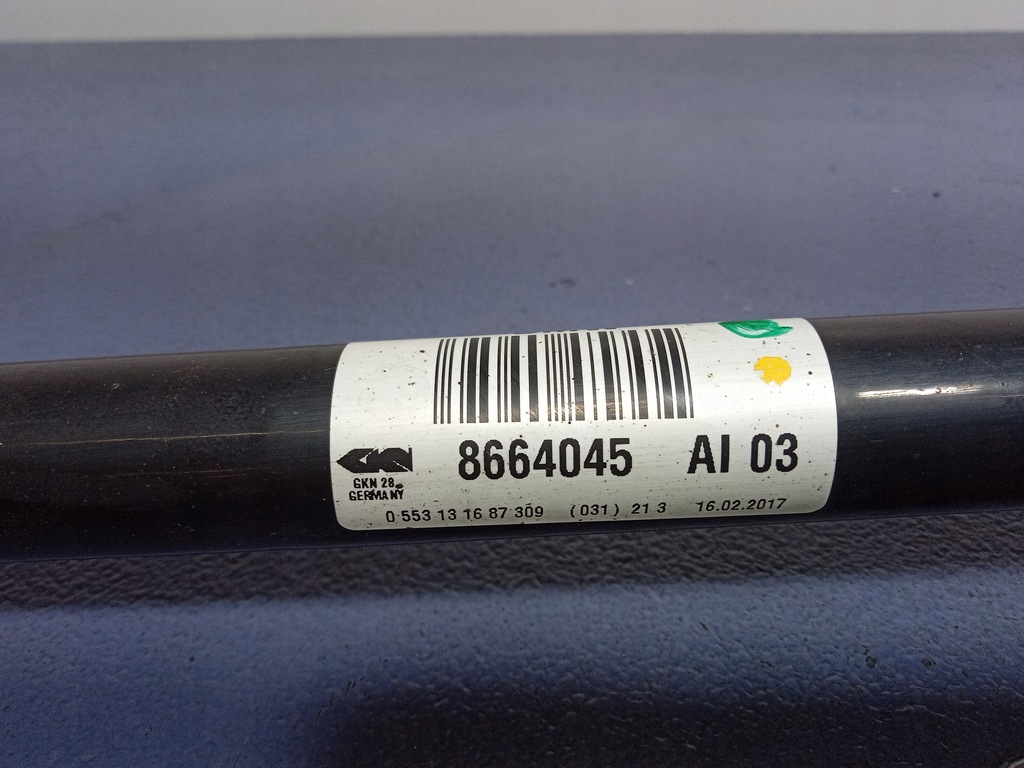 8664045 AI 03
GKN
GKN 28
GERMANY
0 553 13 16 87 309 (031) 21 3 16.02.2017